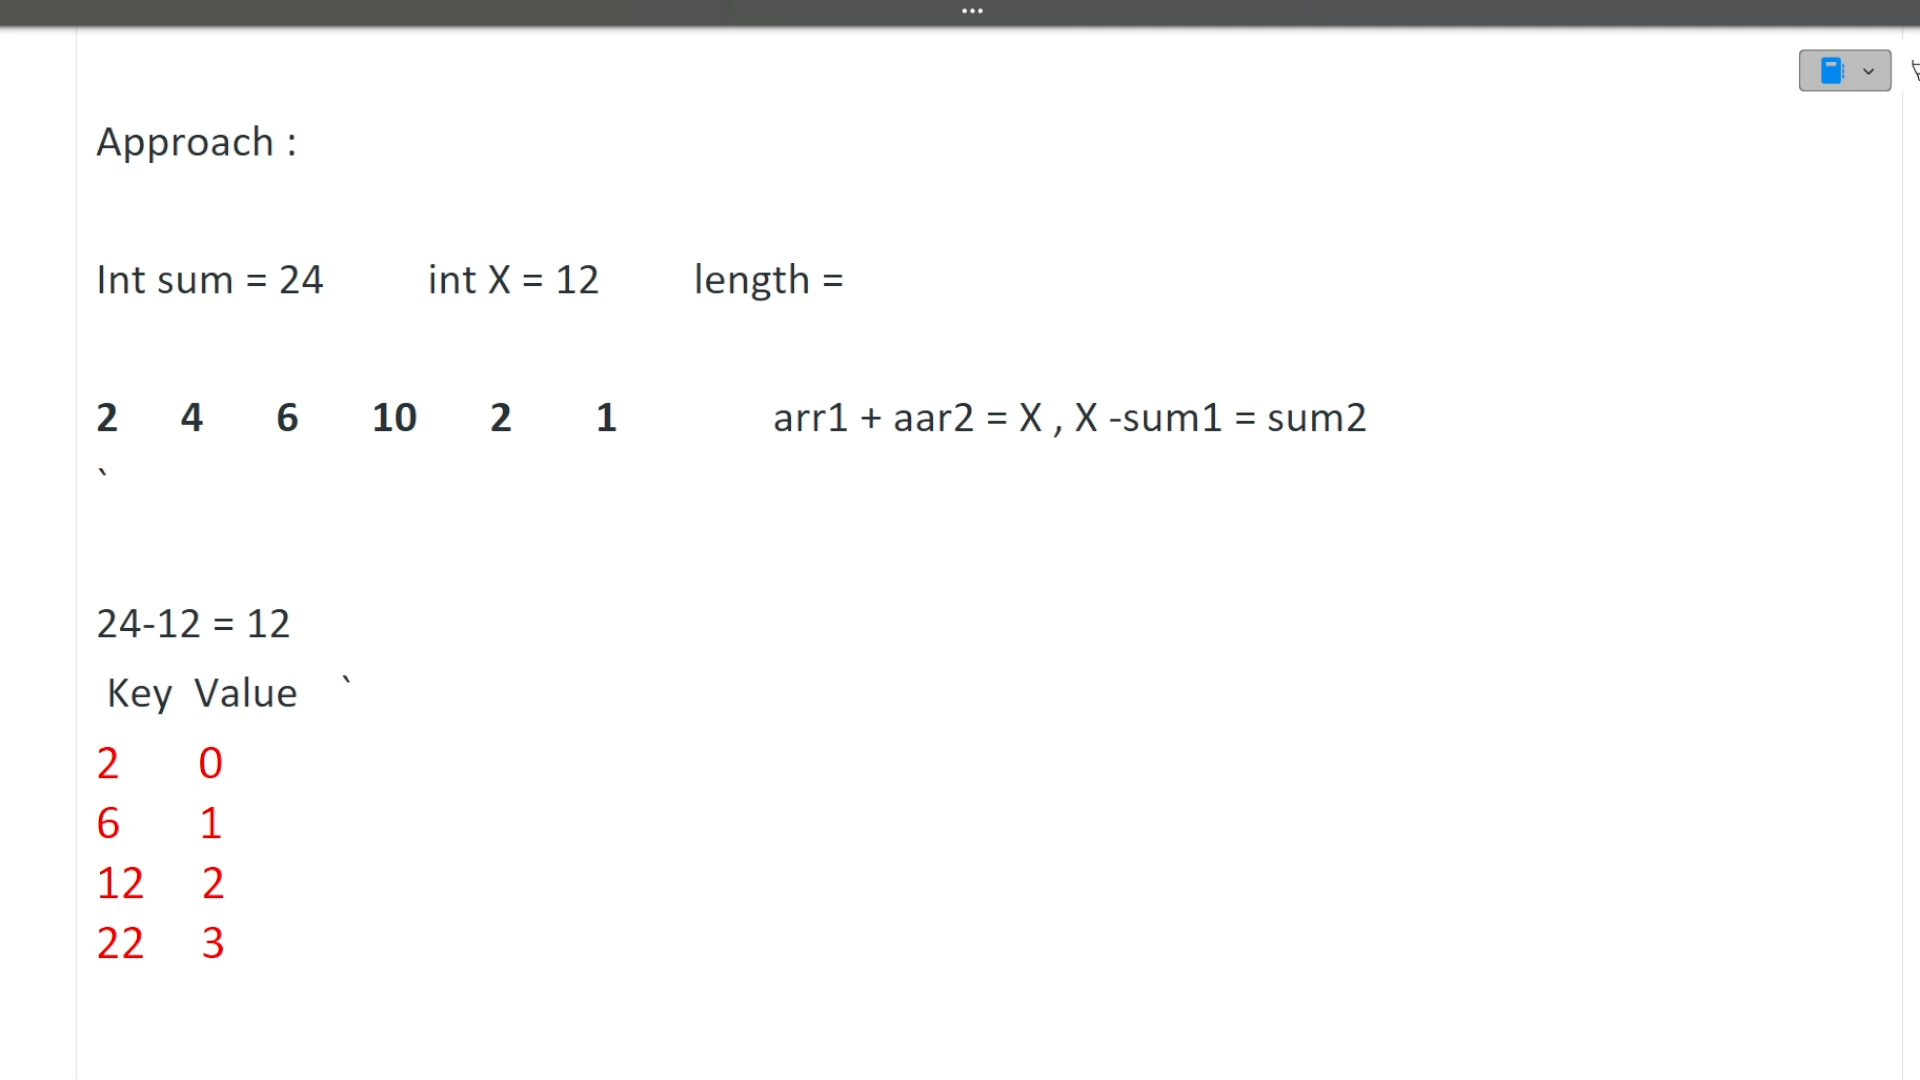 Approach :
Int sum = 24 int X = 12 length =
2 4 6 10 2 1 arr1 + aar2 = X , X -sum1 = sum2
`
24-12 = 12
Key Value `
2 0
6 1
12 2
22 3